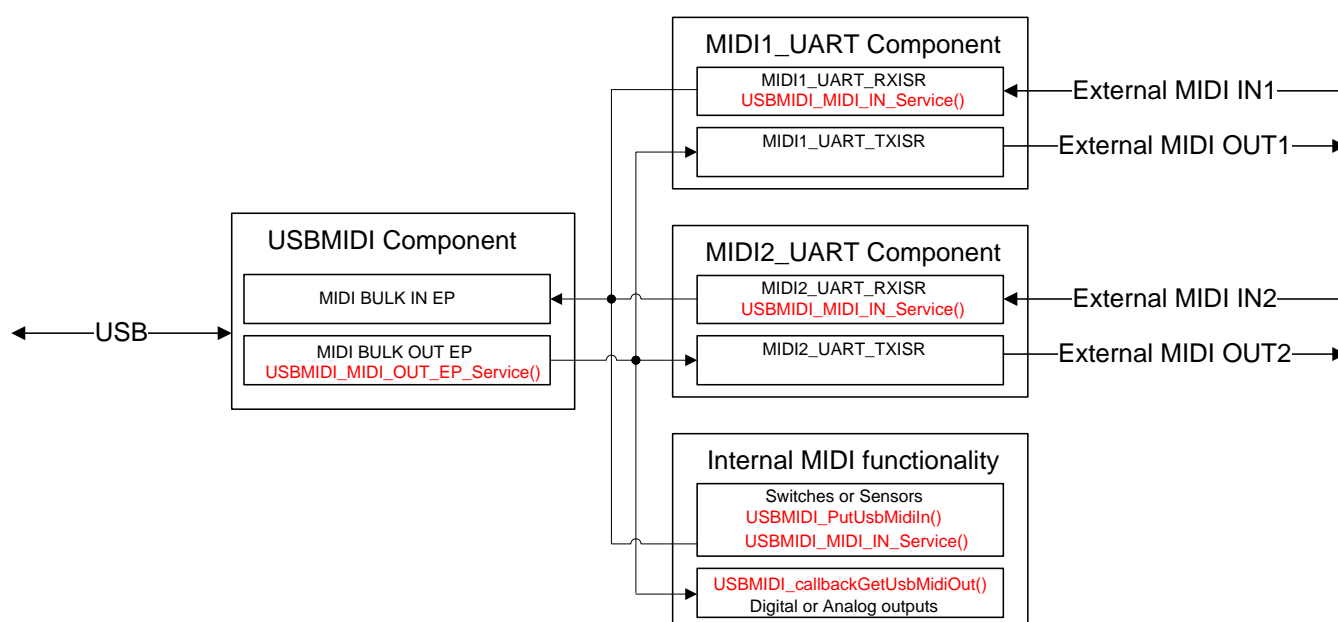 MIDI1_UART Component
MIDI1_UART_RXISR
USBMIDI_MIDI_IN_Service()
External MIDI IN1
MIDI1_UART_TXISR
External MIDI OUT1
USBMIDI Component
MIDI BULK IN EP
USB
MIDI BULK OUT EP
USBMIDI_MIDI_OUT_EP_Service()
MIDI2_UART Component
MIDI2_UART_RXISR
USBMIDI_MIDI_IN_Service()
External MIDI IN2
MIDI2_UART_TXISR
External MIDI OUT2
Internal MIDI functionality
Switches or Sensors
USBMIDI_PutUsbMidiIn()
USBMIDI_MIDI_IN_Service()
USBMIDI_callbackGetUsbMidiOut()
Digital or Analog outputs